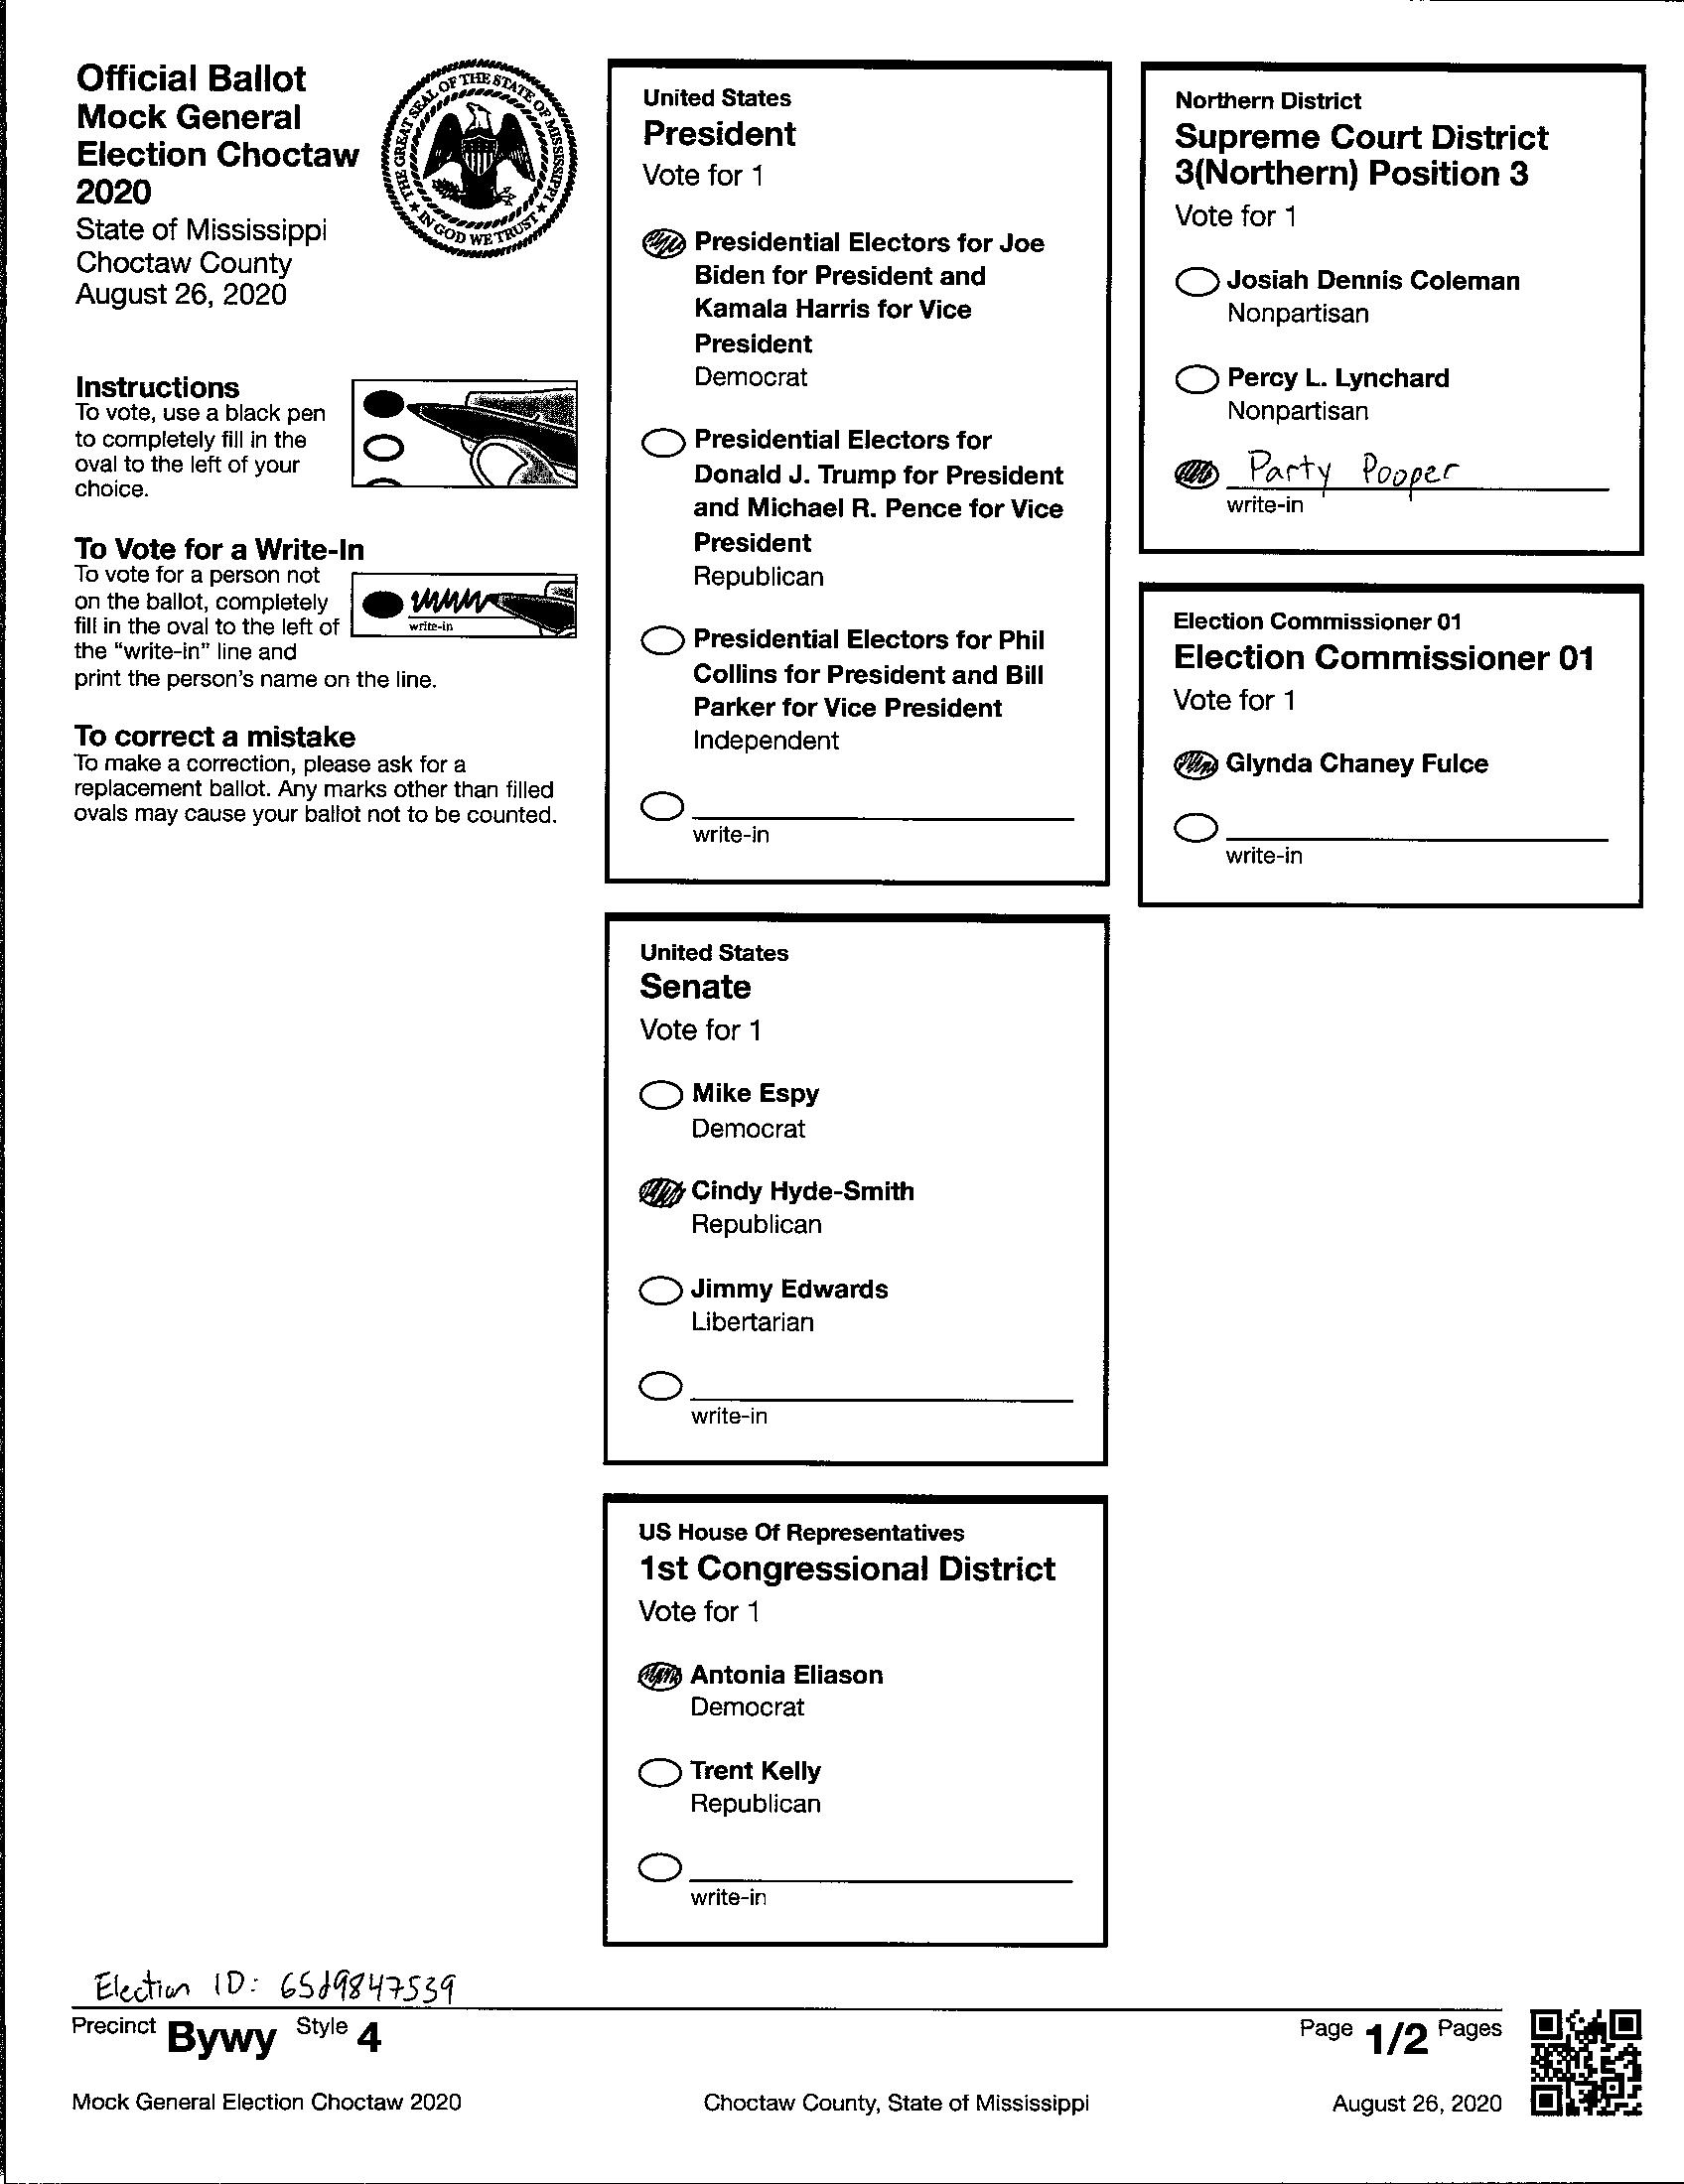 Official Ballot
Mock General
Election Choctaw
2020
State of Mississippi
Choctaw County
August 26, 2020
THE GREAT SEAL OF THE STATE OF MISSISSIPPI
IN GOD WE TRUST
Instructions
To vote, use a black pen
to completely fill in the
oval to the left of your
choice.
To Vote for a Write-In
To vote for a person not
on the ballot, completely
fill in the oval to the left of
the "write-in" line and
print the person's name on the line.
write-in
To correct a mistake
To make a correction, please ask for a
replacement ballot. Any marks other than filled
ovals may cause your ballot not to be counted.
United States
President
Vote for 1
Presidential Electors for Joe
Biden for President and
Kamala Harris for Vice
President
Democrat
Presidential Electors for
Donald J. Trump for President
and Michael R. Pence for Vice
President
Republican
Presidential Electors for Phil
Collins for President and Bill
Parker for Vice President
Independent
write-in
United States
Senate
Vote for 1
Mike Espy
Democrat
Cindy Hyde-Smith
Republican
Jimmy Edwards
Libertarian
write-in
US House Of Representatives
1st Congressional District
Vote for 1
Antonia Eliason
Democrat
Trent Kelly
Republican
write-in
Northern District
Supreme Court District
3(Northern) Position 3
Vote for 1
Josiah Dennis Coleman
Nonpartisan
Percy L. Lynchard
Nonpartisan
Party Pooper
write-in
Election Commissioner 01
Election Commissioner 01
Vote for 1
Glynda Chaney Fulce
write-in
Election ID:
Precinct Bywy Style 4 Page 1/2 Pages
Mock General Election Choctaw 2020 Choctaw County, State of Mississippi August 26, 2020